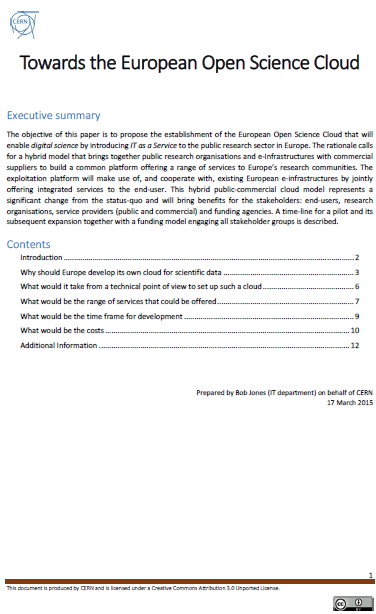 CERN
Towards the European Open Science Cloud
Executive summary
The objective of this paper is to propose the establishment of the European Open Science Cloud that will
enable digital science by introducing IT as a Service to the public research sector in Europe. The rationale calls
for a hybrid model that brings together public research organisations and e-Infrastructures with commercial
suppliers to build a common platform offering a range of services to Europe's research communities. The
exploitation platform will make use of, and cooperate with, existing European e-infrastructures by jointly
offering integrated services to the end-user. This hybrid public-commercial cloud model represents a
significant change from the status-quo and will bring benefits for the stakeholders: end-users, research
organisations, service providers (public and commercial) and funding agencies. A time-line for a pilot and its
subsequent expansion together with a funding model engaging all stakeholder groups is described.
Contents
Introduction ........ 2
Why should Europe develop its own cloud for scientific data ........ 3
What would it take from a technical point of view to set up such a cloud ........ 6
What would be the range of services that could be offered ........ 7
What would be the time frame for development ........ 9
What would be the costs ........ 10
Additional Information ........ 12
Prepared by Bob Jones (IT department) on behalf of CERN
17 March 2015
1
This document is produced by CERN and is licensed under a Creative Commons Attribution 3.0 Unported License.
cc